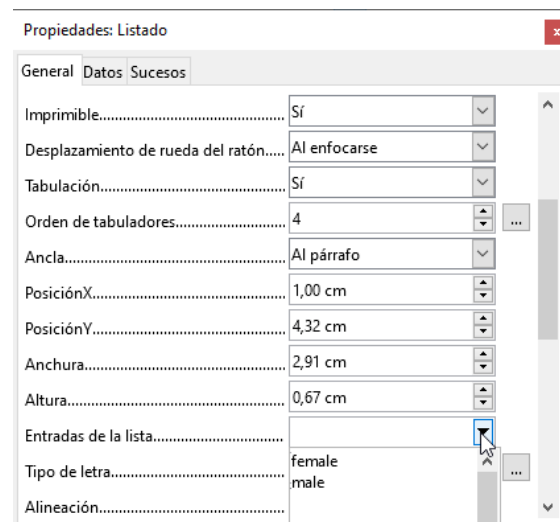 Propiedades: Listado
x
General Datos Sucesos
Imprimible............................................. Sí
Desplazamiento de rueda del ratón..... Al enfocarse
Tabulación............................................. Sí
Orden de tabuladores.......................... 4 ...
Ancla..................................................... Al párrafo
PosiciónX.............................................. 1,00 cm
PosiciónY.............................................. 4,32 cm
Anchura................................................ 2,91 cm
Altura.................................................... 0,67 cm
Entradas de la lista................................
female
Tipo de letra.......................................... ...
male
Alineación.............................................